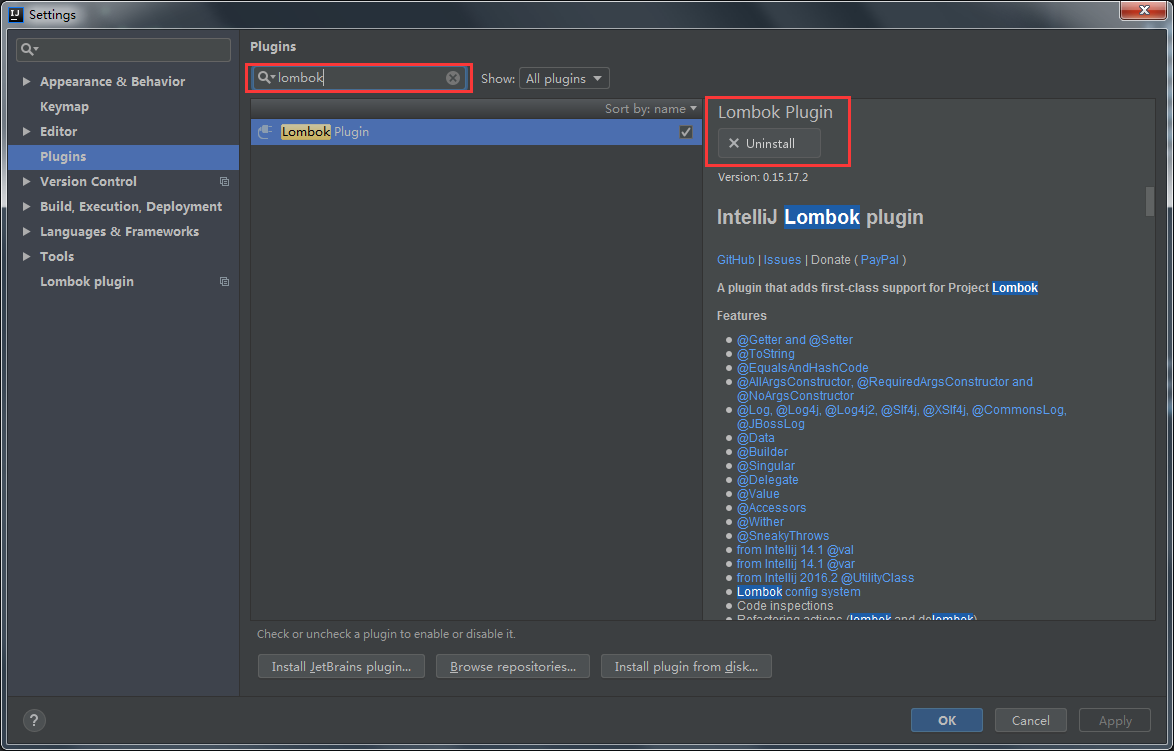 Settings
Appearance & Behavior
Keymap
Editor
Plugins
Version Control
Build, Execution, Deployment
Languages & Frameworks
Tools
Lombok plugin
Plugins
lombok
Show: All plugins
Sort by: name
Lombok Plugin
Lombok Plugin
Uninstall
Version: 0.15.17.2
IntelliJ Lombok plugin
GitHub | Issues | Donate ( PayPal )
A plugin that adds first-class support for Project Lombok
Features
@Getter and @Setter
@ToString
@EqualsAndHashCode
@AllArgsConstructor, @RequiredArgsConstructor and
@NoArgsConstructor
@Log, @Log4j, @Log4j2, @Slf4j, @XSlf4j, @CommonsLog,
@JBossLog
@Data
@Builder
@Singular
@Delegate
@Value
@Accessors
@Wither
@SneakyThrows
from Intellij 14.1 @val
from Intellij 14.1 @var
from Intellij 2016.2 @UtilityClass
Lombok config system
Code inspections
Refactoring actions (lombok and delombok)
Check or uncheck a plugin to enable or disable it.
Install JetBrains plugin...
Browse repositories...
Install plugin from disk...
?
OK
Cancel
Apply